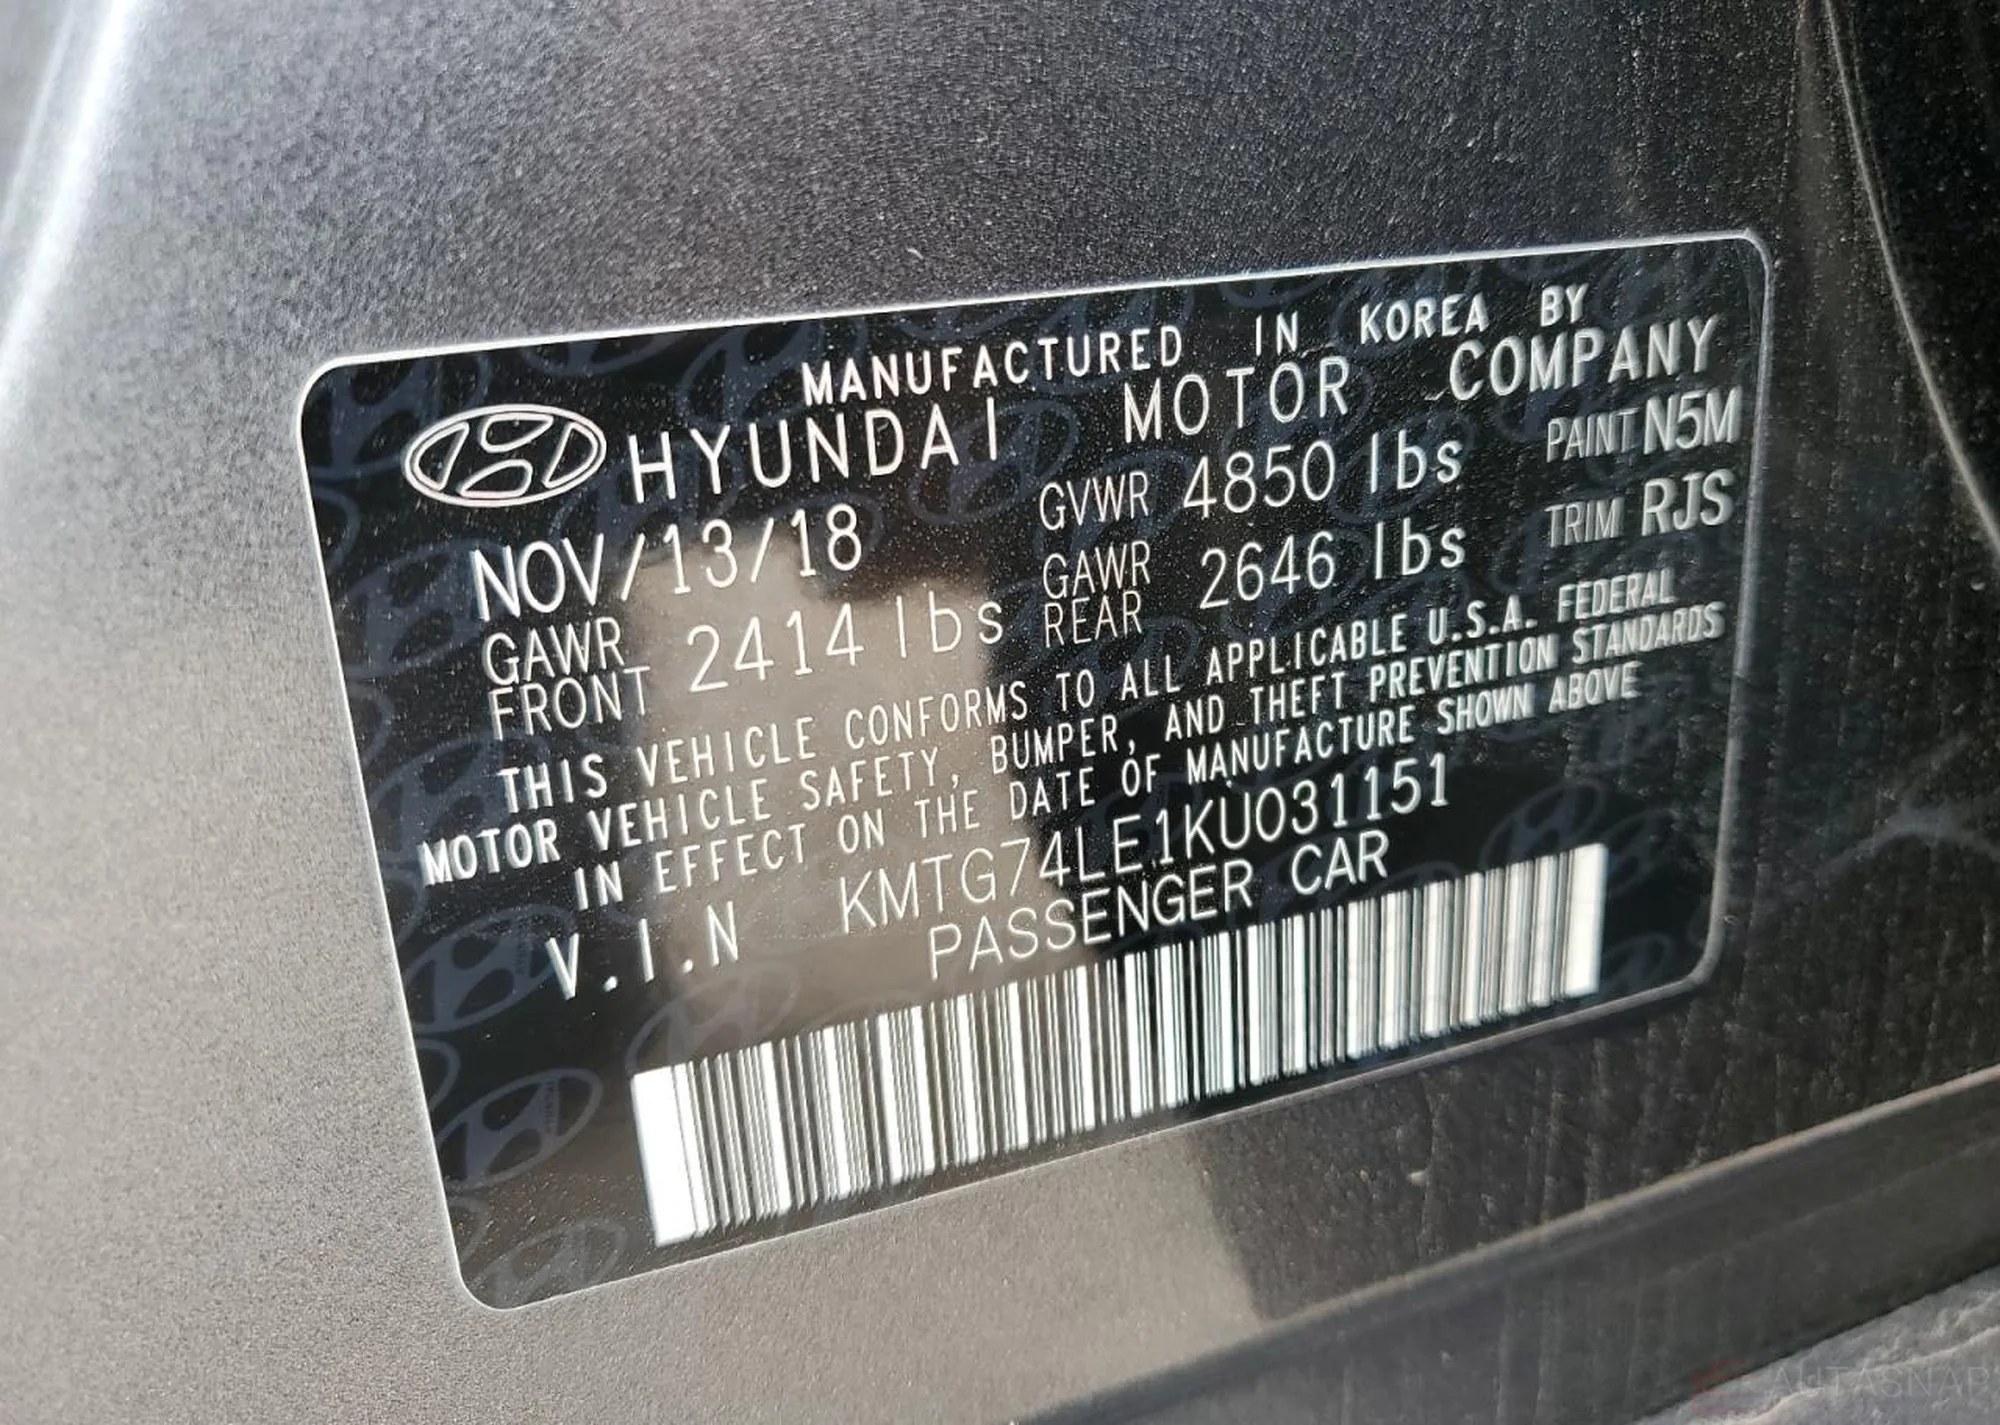 MANUFACTURED IN KOREA BY
HYUNDAI MOTOR COMPANY
NOV/13/18 GVWR 4850 lbs PAINT N5M
GAWR FRONT 2414 lbs GAWR REAR 2646 lbs TRIM RJS
THIS VEHICLE CONFORMS TO ALL APPLICABLE U.S.A. FEDERAL
MOTOR VEHICLE SAFETY, BUMPER, AND THEFT PREVENTION STANDARDS
IN EFFECT ON THE DATE OF MANUFACTURE SHOWN ABOVE
V.I.N KMTG74LE1KU031151
PASSENGER CAR
AUTASNAP